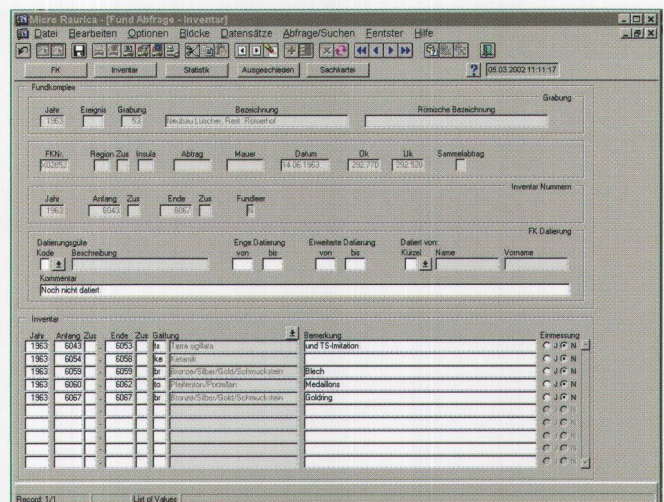 Micro Raurica - [Fund Abfrage - Inventar]
Datei Bearbeiten Optionen Blöcke Datensätze Abfrage/Suchen Fentster Hilfe
FK Inventar Statistik Ausgeschieden Sachkartei ? 05.03.2002 11:11:17
Fundkomplex
Grabung
Jahr Ereignis Grabung Bezeichnung Römische Bezeichnung
1963 53 Neubau Lüscher, Rest. Römerhof
FKNr. Region Zus Insula Abtrag Mauer Datum Ok Uk Sammelabtrag
X02852 14.06.1963 292.770 292.520
Inventar Nummern
Jahr Anfang Zus Ende Zus Fundleer
1963 6043 6067 N
FK Datierung
Datierungsgüte Enge Datierung Erweiterte Datierung Datiert von:
Kode Beschreibung von bis von bis Kürzel Name Vorname
Kommentar
Noch nicht datiert
Inventar
Jahr Anfang Zus Ende Zus Gattung Bemerkung Einmessung
1963 6043 - 6053 ts Terra sigillata und TS-Imitation J N
1963 6054 - 6058 ke Keramik J N
1963 6059 - 6059 br Bronze/Silber/Gold/Schmuckstein Blech J N
1963 6060 - 6062 to Pfeifenton/Porzellan Medaillons J N
1963 6067 - 6067 br Bronze/Silber/Gold/Schmuckstein Goldring J N
- J N
- J N
- J N
- J N
- J N
Record: 1/1 List of Values